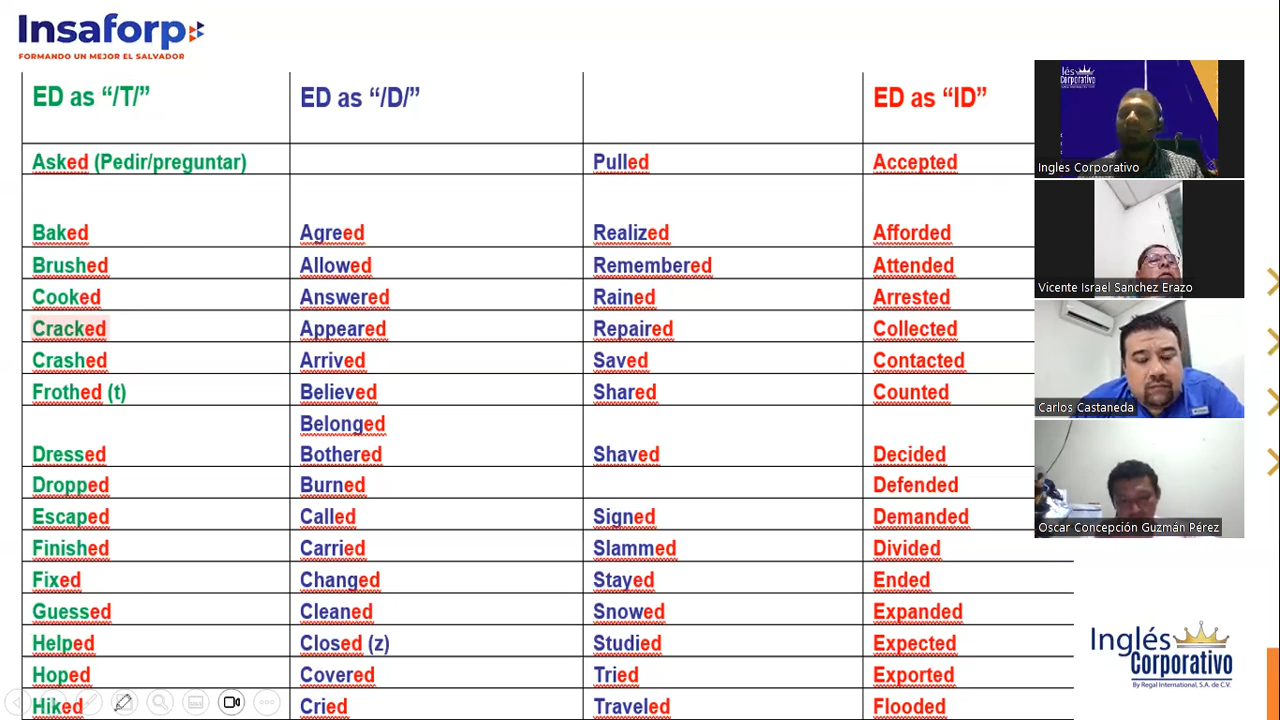 Insaforp
FORMANDO UN MEJOR EL SALVADOR
ED as “/T/” ED as “/D/” ED as “ID”
Asked (Pedir/preguntar) Pulled Accepted
Baked Agreed Realized Afforded
Brushed Allowed Remembered Attended
Cooked Answered Rained Arrested
Cracked Appeared Repaired Collected
Crashed Arrived Saved Contacted
Frothed (t) Believed Shared Counted
Belonged
Dressed Bothered Shaved Decided
Dropped Burned Defended
Escaped Called Signed Demanded
Finished Carried Slammed Divided
Fixed Changed Stayed Ended
Guessed Cleaned Snowed Expanded
Helped Closed (z) Studied Expected
Hoped Covered Tried Exported
Hiked Cried Traveled Flooded
Inglés Corporativo
Ingles Corporativo
Vicente Israel Sanchez Erazo
Carlos Castaneda
Oscar Concepción Guzmán Pérez
Inglés
Corporativo
By Regal International, S.A. de C.V.